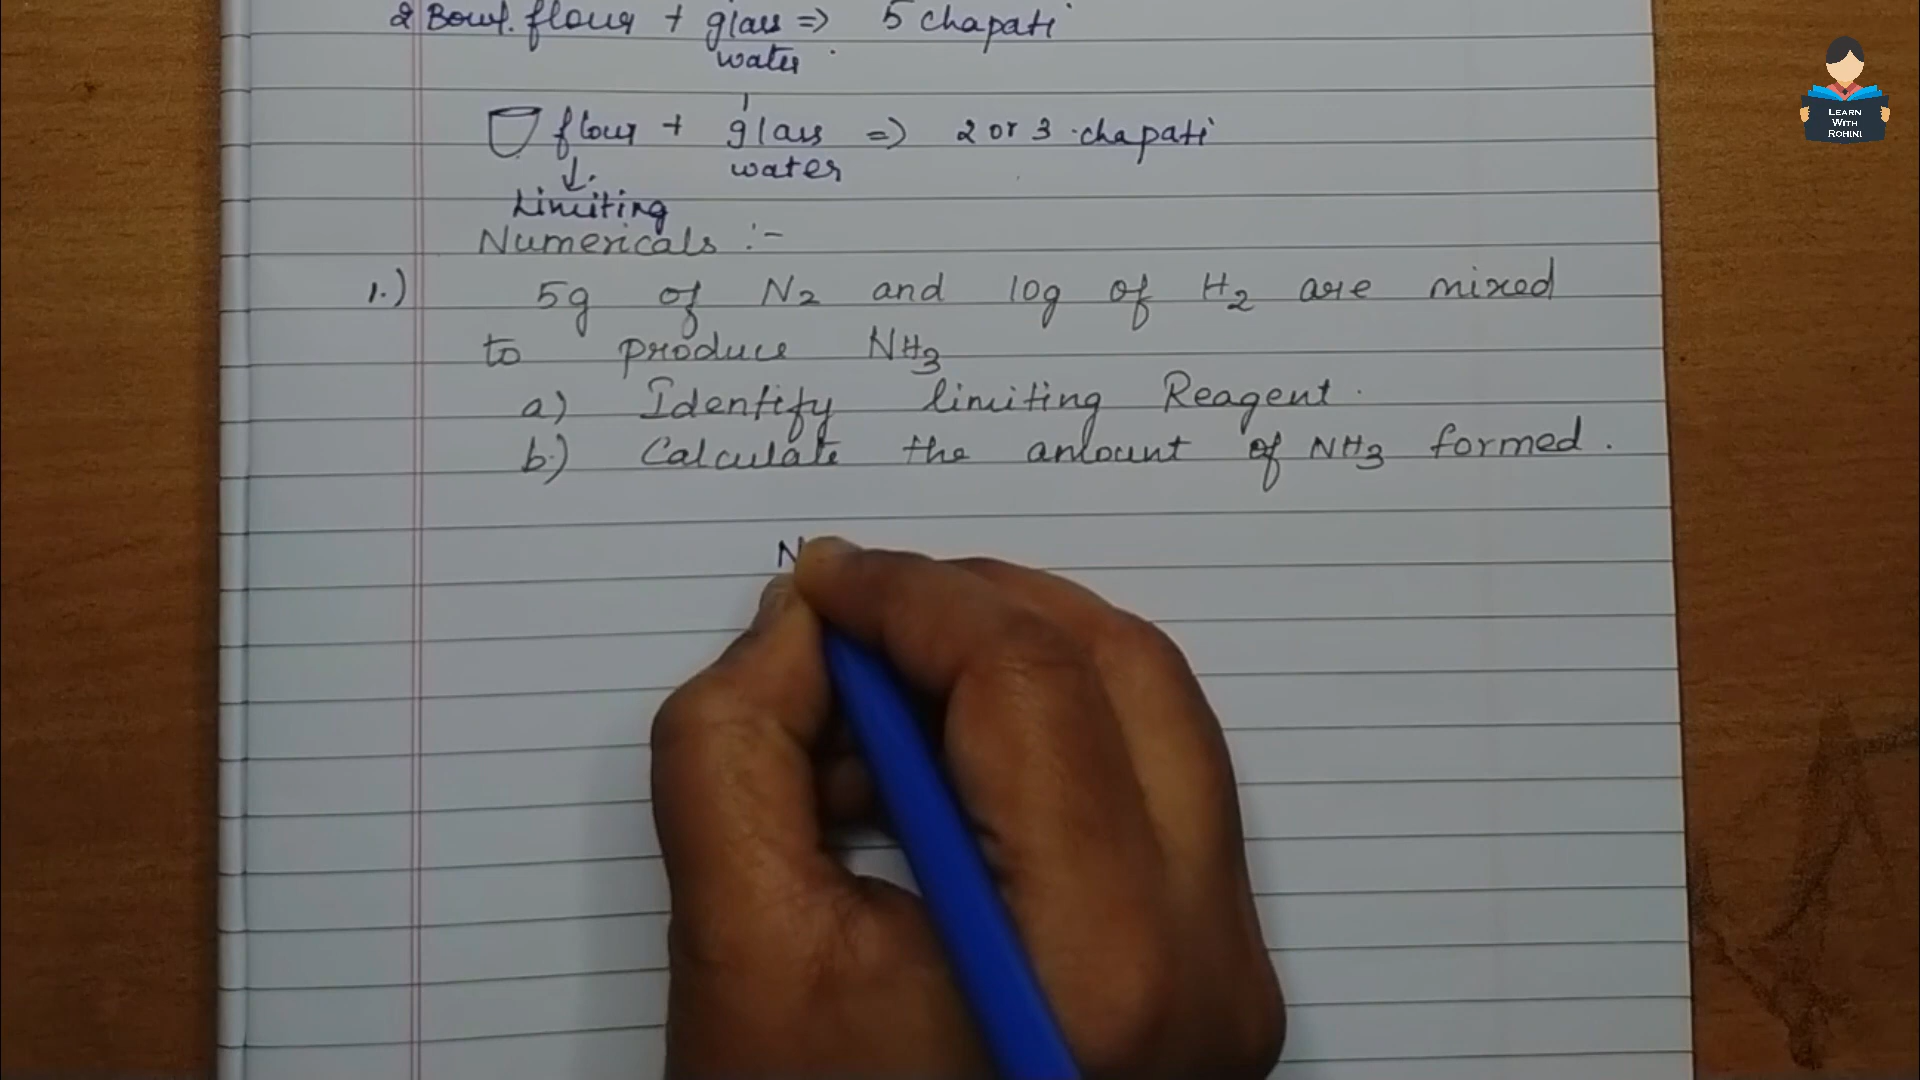 2 Bowl. flour + glass => 5 chapati
water
flour + glass => 2 or 3 chapati
water
Limiting
Numericals :-
1.) 5g of N2 and 10g of H2 are mixed
to produce NH3
a) Identify limiting Reagent.
b.) Calculate the amount of NH3 formed.
N
LEARN
WITH
ROHINI